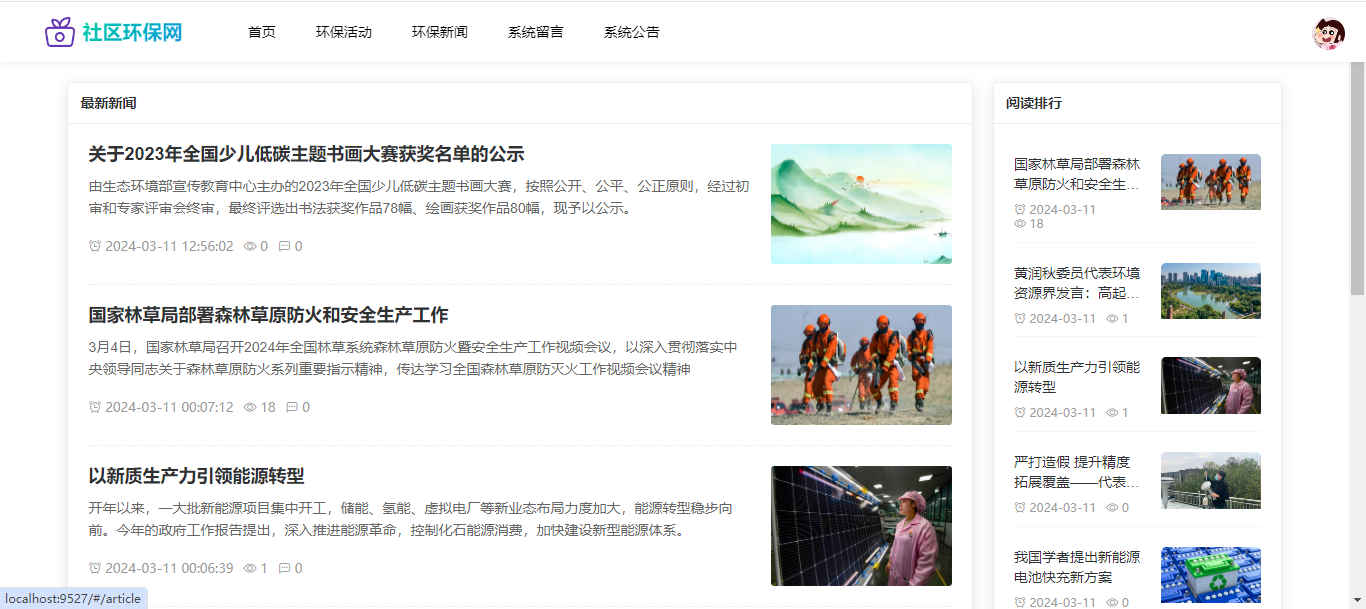 社区环保网
首页 环保活动 环保新闻 系统留言 系统公告
最新新闻
关于2023年全国少儿低碳主题书画大赛获奖名单的公示
由生态环境部宣传教育中心主办的2023年全国少儿低碳主题书画大赛，按照公开、公平、公正原则，经过初
审和专家评审会终审，最终评选出书法获奖作品78幅、绘画获奖作品80幅，现予以公示。
2024-03-11 12:56:02 0 0
国家林草局部署森林草原防火和安全生产工作
3月4日，国家林草局召开2024年全国林草系统森林草原防火暨安全生产工作视频会议，以深入贯彻落实中
央领导同志关于森林草原防火系列重要指示精神，传达学习全国森林草原防灭火工作视频会议精神
2024-03-11 00:07:12 18 0
以新质生产力引领能源转型
开年以来，一大批新能源项目集中开工，储能、氢能、虚拟电厂等新业态布局力度加大，能源转型稳步向
前。今年的政府工作报告提出，深入推进能源革命，控制化石能源消费，加快建设新型能源体系。
2024-03-11 00:06:39 1 0
阅读排行
国家林草局部署森林
草原防火和安全生...
2024-03-11
18
黄润秋委员代表环境
资源界发言：高起...
2024-03-11 1
以新质生产力引领能
源转型
2024-03-11 1
严打造假 提升精度
拓展覆盖——代表...
2024-03-11 0
我国学者提出新能源
电池快充新方案
2024-03-11 0
localhost:9527/#/article